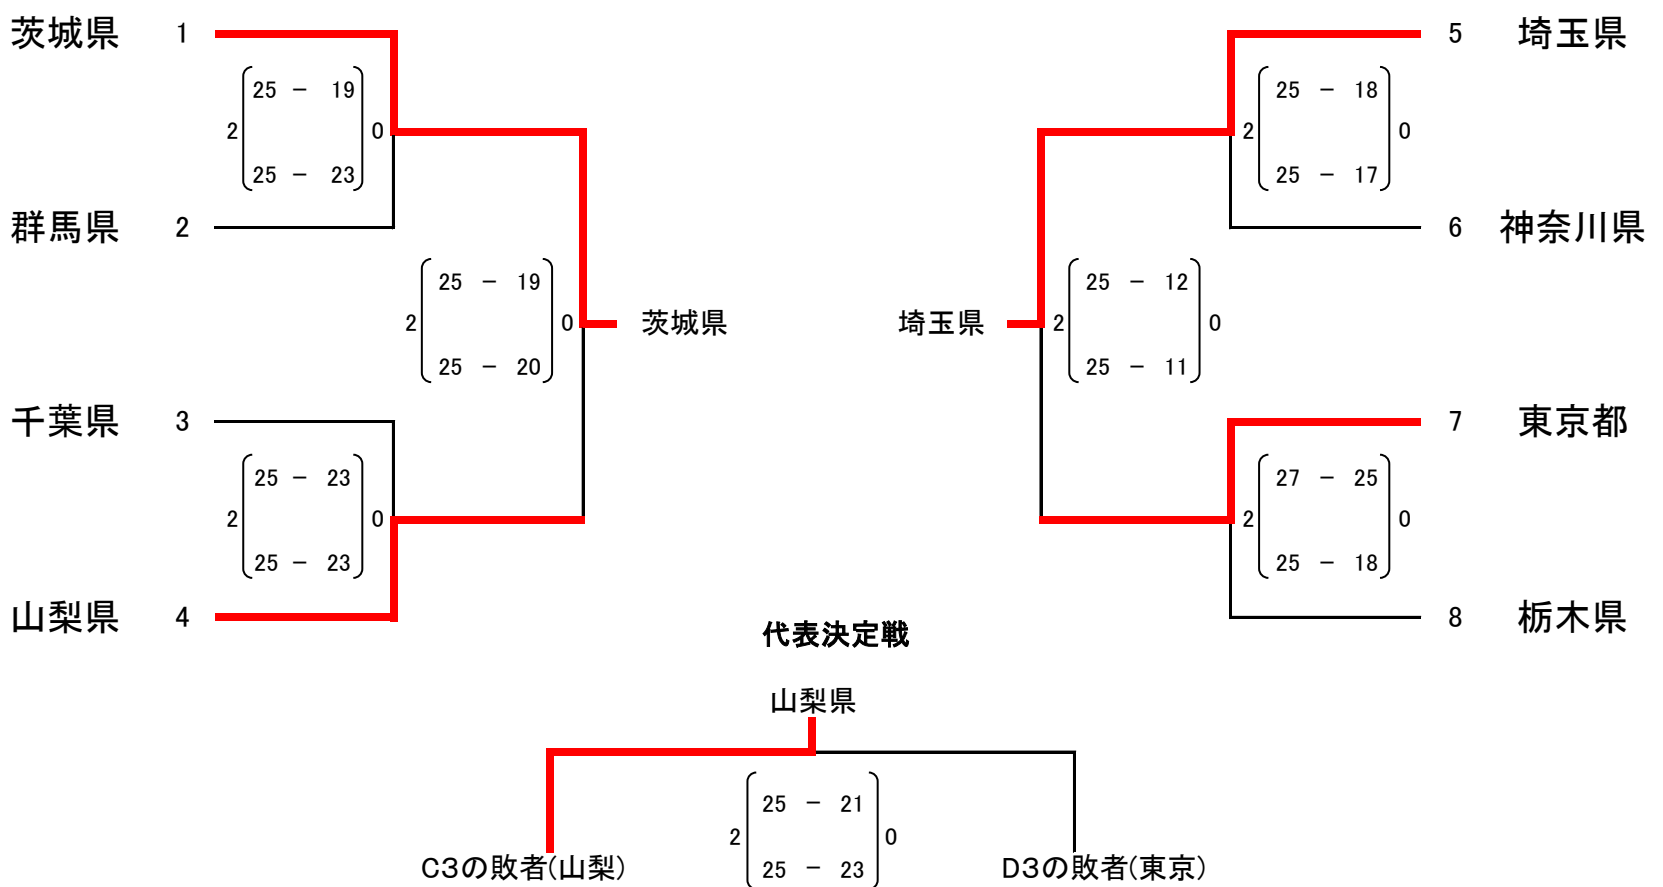 茨城県 1
5 埼玉県
25 － 19
2 0
25 － 23
25 － 18
2 0
25 － 17
群馬県 2
6 神奈川県
25 － 19
2 0
25 － 20
茨城県
埼玉県
25 － 12
2 0
25 － 11
千葉県 3
7 東京都
25 － 23
2 0
25 － 23
27 － 25
2 0
25 － 18
山梨県 4
8 栃木県
代表決定戦
山梨県
25 － 21
2 0
25 － 23
C3の敗者(山梨)
D3の敗者(東京)